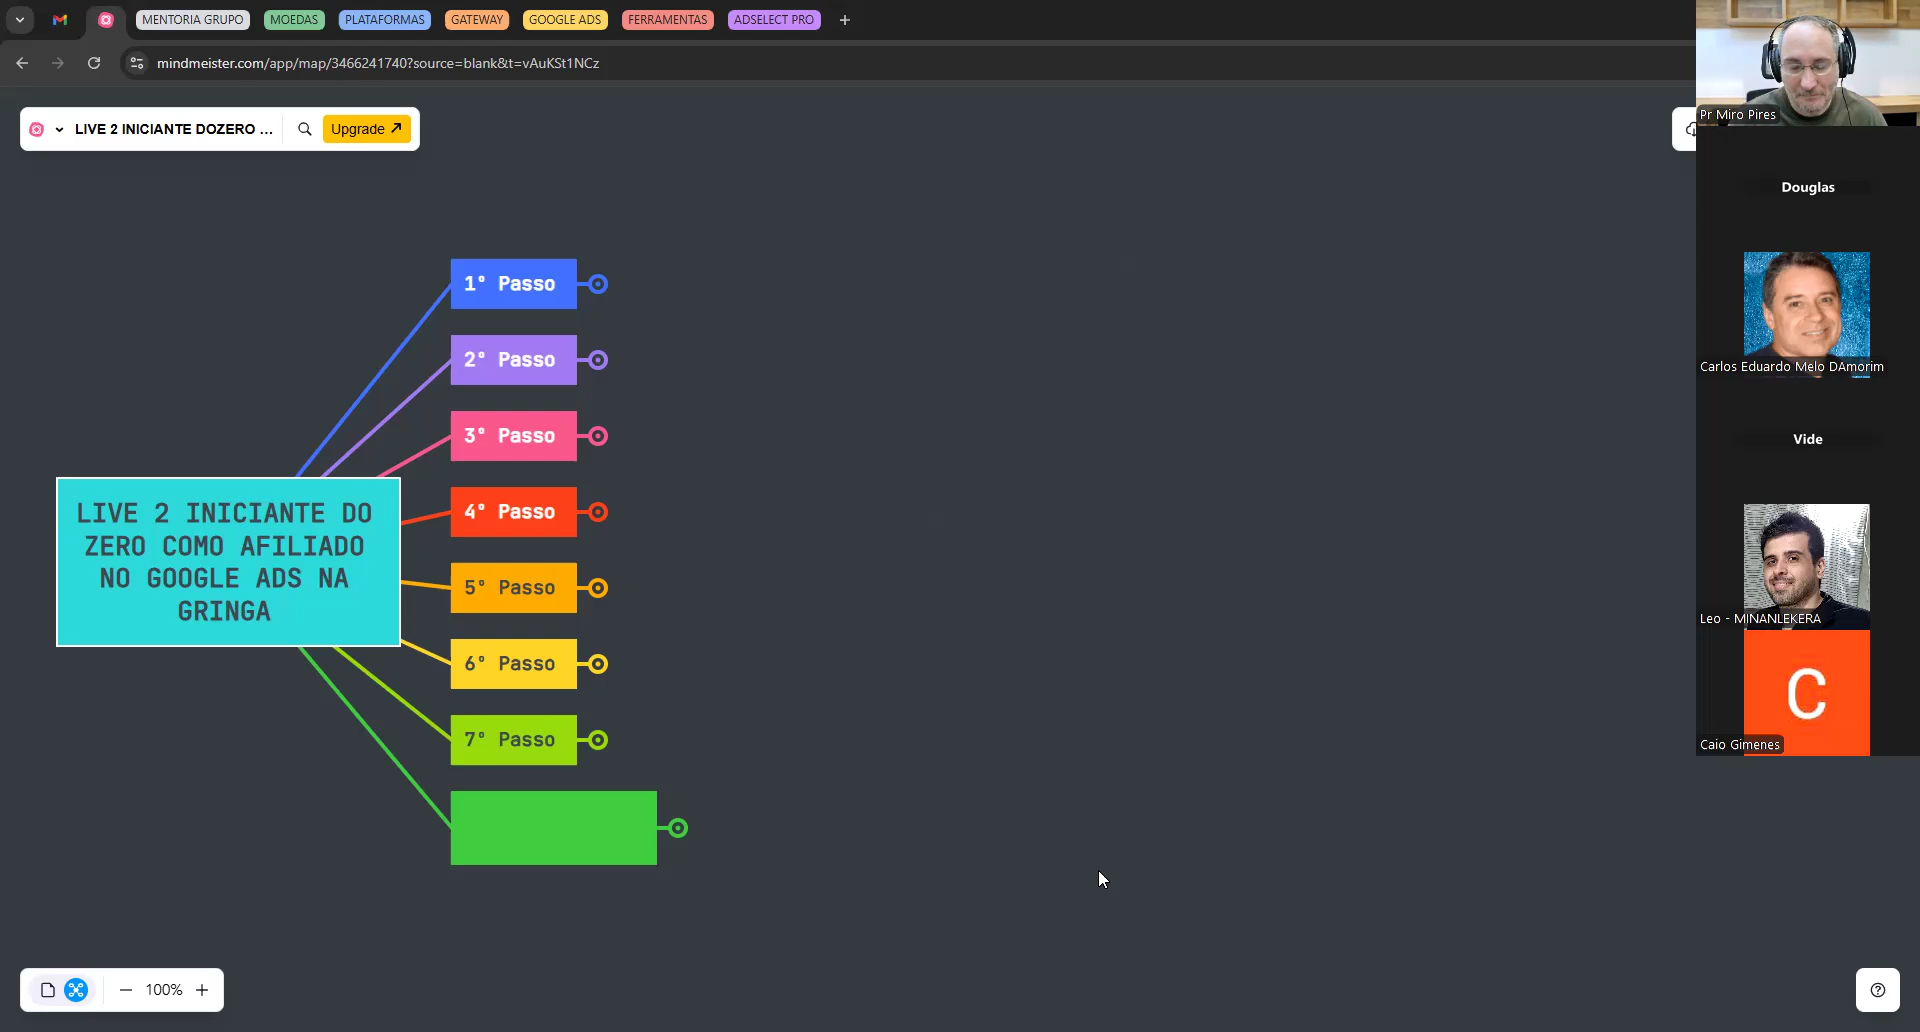 MENTORIA GRUPO
MOEDAS
PLATAFORMAS
GATEWAY
GOOGLE ADS
FERRAMENTAS
ADSELECT PRO
mindmeister.com/app/map/3466241740?source=blank&t=vAuKSt1NCz
LIVE 2 INICIANTE DOZERO ...
Upgrade
1° Passo
2° Passo
3° Passo
4° Passo
5° Passo
6° Passo
7° Passo
LIVE 2 INICIANTE DO
ZERO COMO AFILIADO
NO GOOGLE ADS NA
GRINGA
100%
Pr Miro Pires
Douglas
Carlos Eduardo Melo DAmorim
Vide
Leo - MINANLEKERA
C
Caio Gimenes